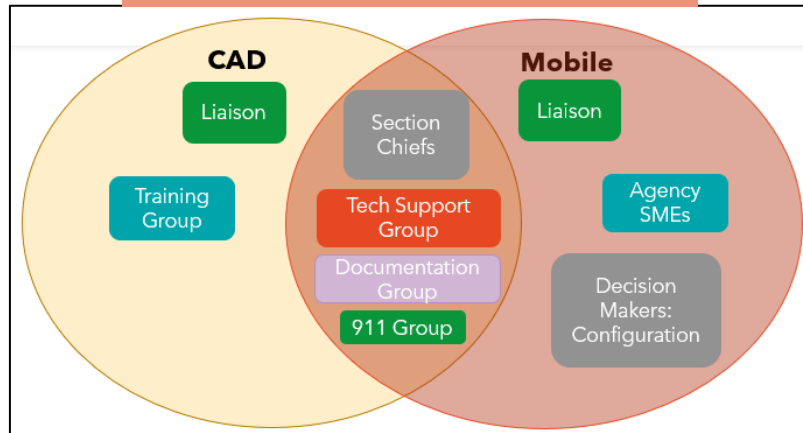 CAD
Mobile
Liaison
Liaison
Section
Chiefs
Training
Group
Agency
SMEs
Tech Support
Group
Documentation
Group
Decision
Makers:
Configuration
911 Group